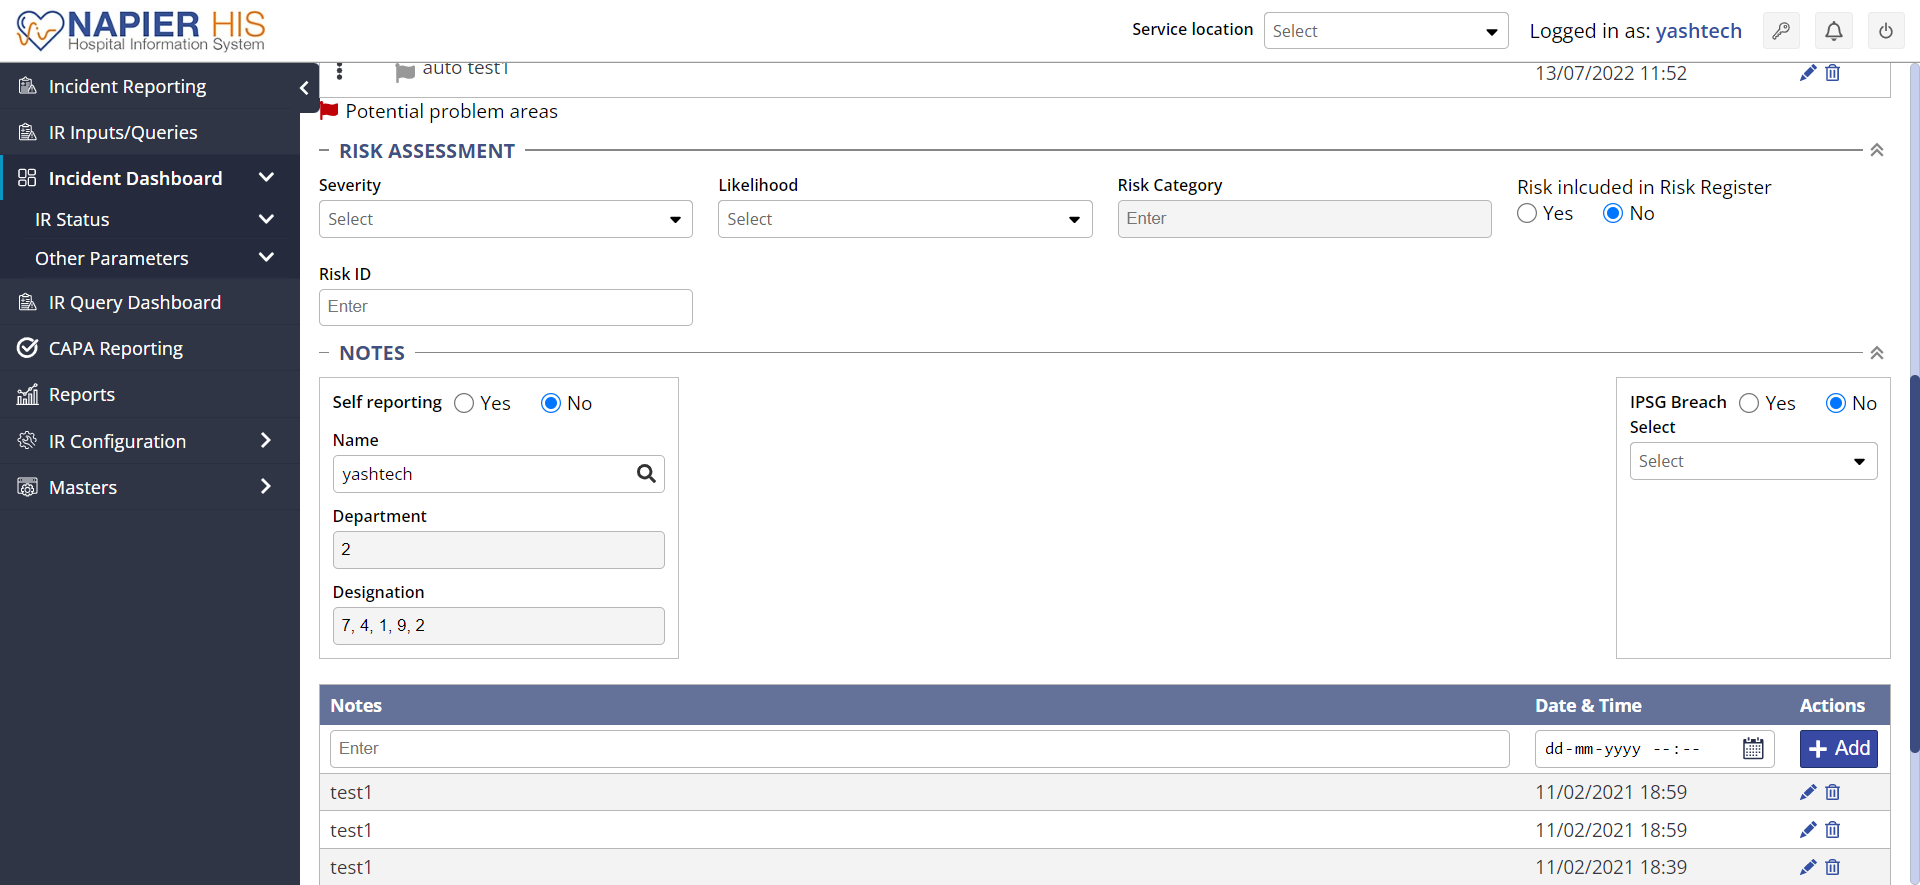 NAPIER HIS
Hospital Information System
Service location
Select
Logged in as: yashtech
Incident Reporting
IR Inputs/Queries
Incident Dashboard
IR Status
Other Parameters
IR Query Dashboard
CAPA Reporting
Reports
IR Configuration
Masters
auto test1
13/07/2022 11:52
Potential problem areas
RISK ASSESSMENT
Severity
Likelihood
Risk Category
Risk inlcuded in Risk Register
Select
Select
Enter
Yes No
Risk ID
Enter
NOTES
Self reporting Yes No
Name
yashtech
Department
2
Designation
7, 4, 1, 9, 2
IPSG Breach Yes No
Select
Select
Notes Date & Time Actions
Enter dd-mm-yyyy --:-- + Add
test1 11/02/2021 18:59
test1 11/02/2021 18:59
test1 11/02/2021 18:39